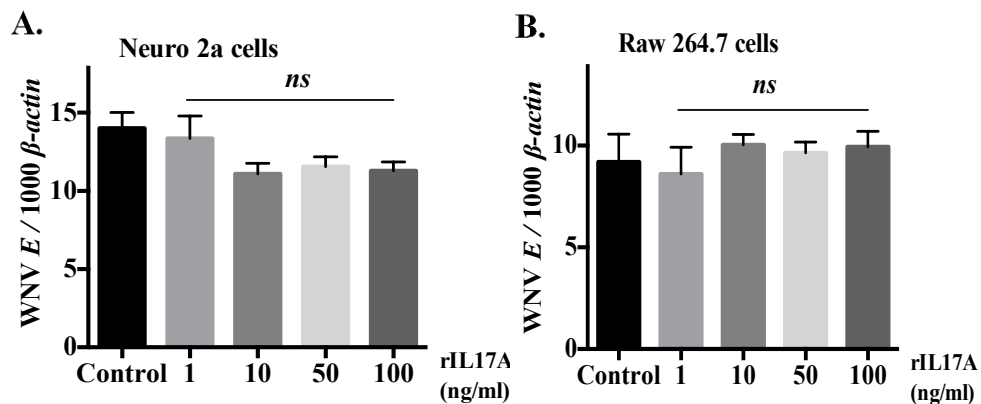 A.
Neuro 2a cells
ns
WNV E / 1000 β-actin
15
10
5
0
Control 1 10 50 100 rIL17A
(ng/ml)
B.
Raw 264.7 cells
ns
WNV E / 1000 β-actin
10
5
0
Control 1 10 50 100 rIL17A
(ng/ml)